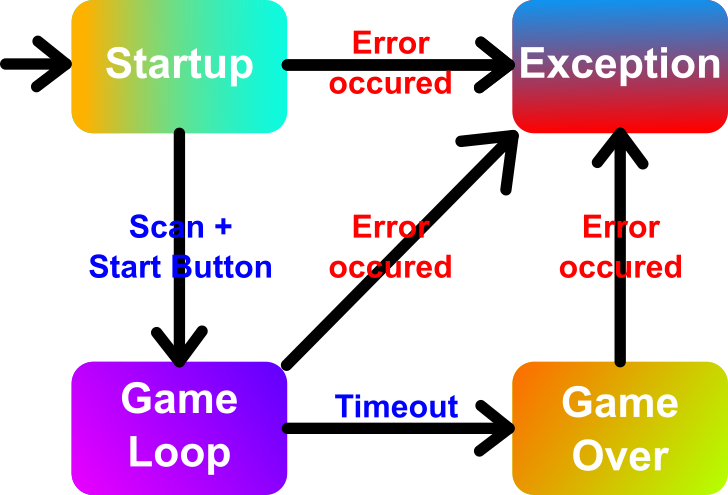 Startup
Error
occured
Exception
Scan +
Start Button
Error
occured
Error
occured
Game
Loop
Timeout
Game
Over